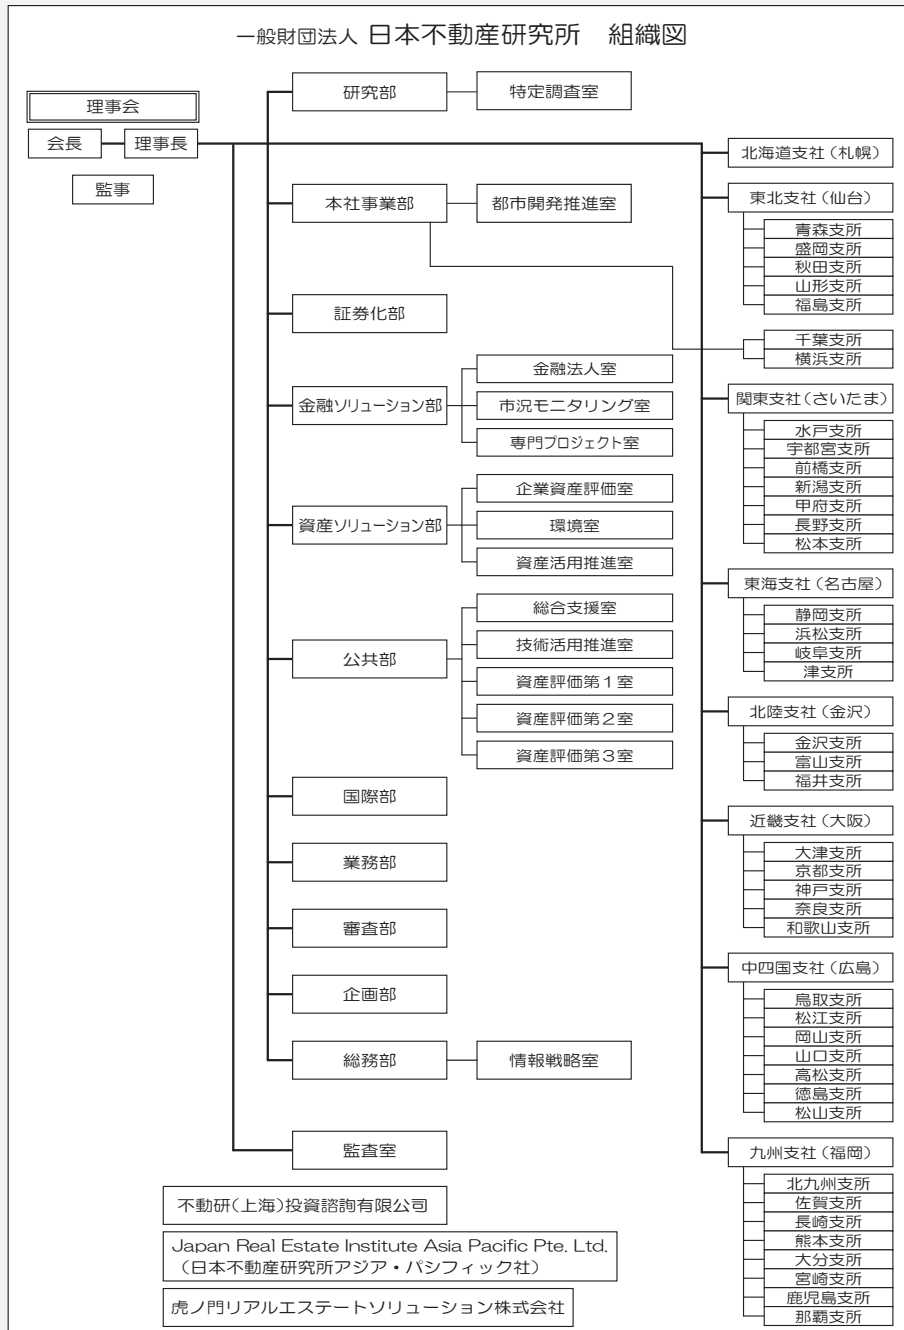 一般財団法人 日本不動産研究所 組織図
理事会
会長
理事長
監事
研究部
特定調査室
本社事業部
都市開発推進室
証券化部
金融ソリューション部
金融法人室
市況モニタリング室
専門プロジェクト室
資産ソリューション部
企業資産評価室
環境室
資産活用推進室
公共部
総合支援室
技術活用推進室
資産評価第1室
資産評価第2室
資産評価第3室
国際部
業務部
審査部
企画部
総務部
情報戦略室
監査室
不動研(上海)投資諮詢有限公司
Japan Real Estate Institute Asia Pacific Pte. Ltd.
(日本不動産研究所アジア・パシフィック社)
虎ノ門リアルエステートソリューション株式会社
北海道支社(札幌)
東北支社(仙台)
青森支所
盛岡支所
秋田支所
山形支所
福島支所
千葉支所
横浜支所
関東支社(さいたま)
水戸支所
宇都宮支所
前橋支所
新潟支所
甲府支所
長野支所
松本支所
東海支社(名古屋)
静岡支所
浜松支所
岐阜支所
津支所
北陸支社(金沢)
金沢支所
富山支所
福井支所
近畿支社(大阪)
大津支所
京都支所
神戸支所
奈良支所
和歌山支所
中四国支社(広島)
鳥取支所
松江支所
岡山支所
山口支所
高松支所
徳島支所
松山支所
九州支社(福岡)
北九州支所
佐賀支所
長崎支所
熊本支所
大分支所
宮崎支所
鹿児島支所
那覇支所